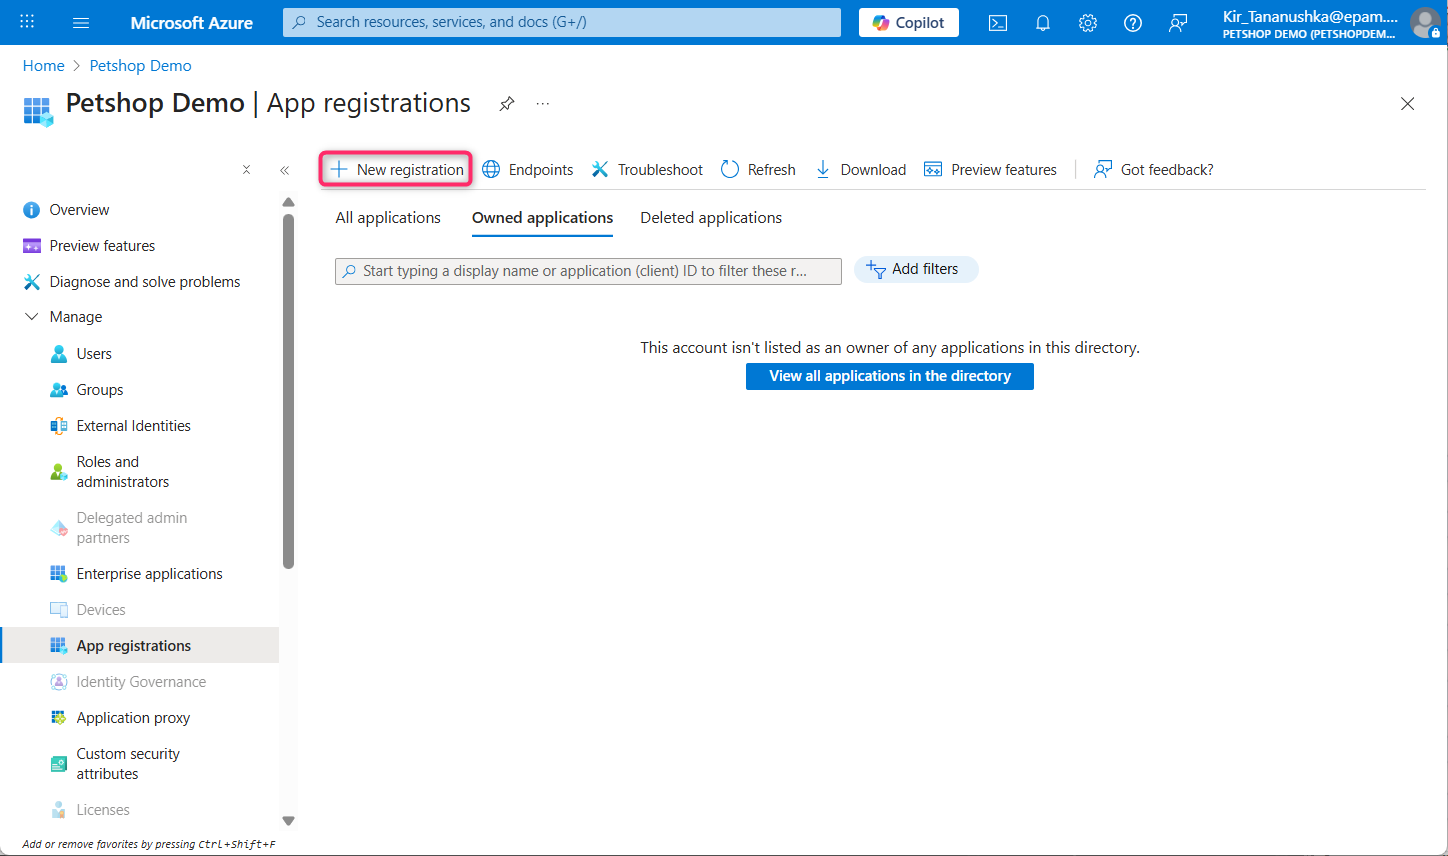 Microsoft Azure
Search resources, services, and docs (G+/)
Copilot
Kir_Tananushka@epam....
PETSHOP DEMO (PETSHOPDEM...
Home > Petshop Demo
Petshop Demo | App registrations
...
New registration
Endpoints
Troubleshoot
Refresh
Download
Preview features
Got feedback?
Overview
Preview features
Diagnose and solve problems
Manage
Users
Groups
External Identities
Roles and
administrators
Delegated admin
partners
Enterprise applications
Devices
App registrations
Identity Governance
Application proxy
Custom security
attributes
Licenses
Add or remove favorites by pressing Ctrl+Shift+F
All applications
Owned applications
Deleted applications
Start typing a display name or application (client) ID to filter these r...
Add filters
This account isn't listed as an owner of any applications in this directory.
View all applications in the directory